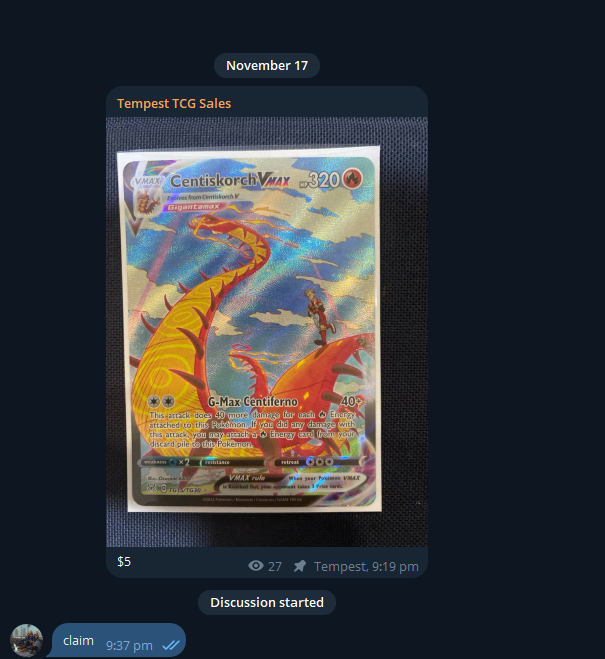 November 17
Tempest TCG Sales
VMAX
Centiskorch VMAX HP 320
Evolves from Centiskorch V
Gigantamax
G-Max Centiferno 40+
This attack does 40 more damage for each Energy
attached to this Pokémon. If you did any damage with
this attack, you may attach a Energy card from your
discard pile to this Pokémon.
weakness ×2 resistance retreat
VMAX rule When your Pokémon VMAX
is Knocked Out, your opponent takes 3 Prize cards.
TG15/TG30
$5
27 Tempest, 9:19 pm
Discussion started
claim 9:37 pm